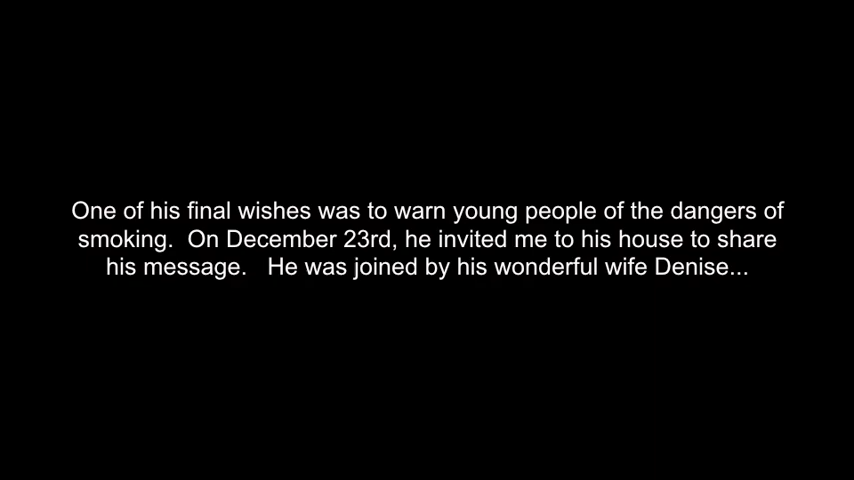 One of his final wishes was to warn young people of the dangers of
smoking.  On December 23rd, he invited me to his house to share
his message.   He was joined by his wonderful wife Denise...